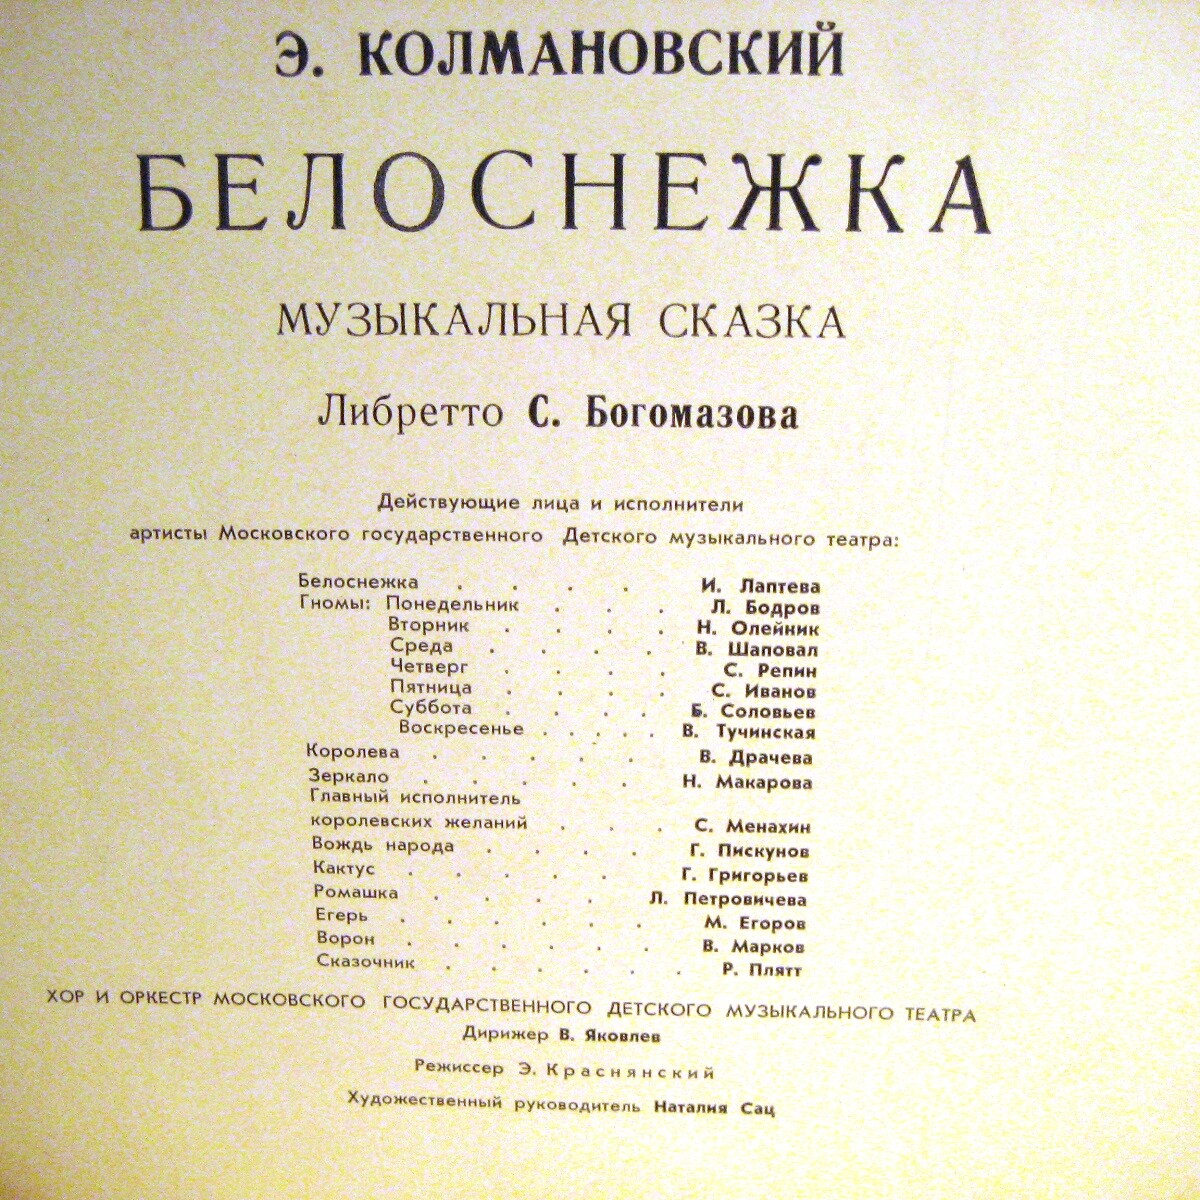 Э. КОЛМАНОВСКИЙ
БЕЛОСНЕЖКА
МУЗЫКАЛЬНАЯ СКАЗКА
Либретто С. Богомазова
Действующие лица и исполнители
артисты Московского государственного Детского музыкального театра:
Белоснежка . . . . И. Лаптева
Гномы: Понедельник . . . Л. Бодров
Вторник . . . . Н. Олейник
Среда . . . . В. Шаповал
Четверг . . . . С. Репин
Пятница . . . . С. Иванов
Суббота . . . . Б. Соловьев
Воскресенье . . . . . В. Тучинская
Королева . . . . . В. Драчева
Зеркало . . . . . Н. Макарова
Главный исполнитель
королевских желаний . . . С. Менахин
Вождь народа . . . . Г. Пискунов
Кактус . . . . . Г. Григорьев
Ромашка . . . . Л. Петровичева
Егерь . . . . . . М. Егоров
Ворон . . . . . . В. Марков
Сказочник . . . . . . Р. Плятт
ХОР И ОРКЕСТР МОСКОВСКОГО ГОСУДАРСТВЕННОГО ДЕТСКОГО МУЗЫКАЛЬНОГО ТЕАТРА
Дирижер В. Яковлев
Режиссер Э. Краснянский
Художественный руководитель Наталия Сац